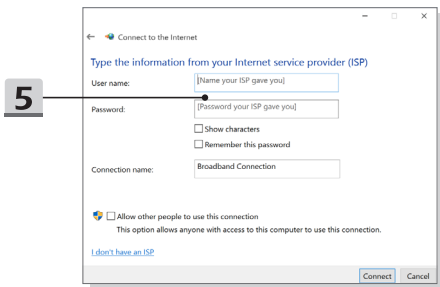 Connect to the Internet
Type the information from your Internet service provider (ISP)
User name: [Name your ISP gave you]
5
Password: [Password your ISP gave you]
Show characters
Remember this password
Connection name: Broadband Connection
Allow other people to use this connection
This option allows anyone with access to this computer to use this connection.
I don't have an ISP
Connect Cancel